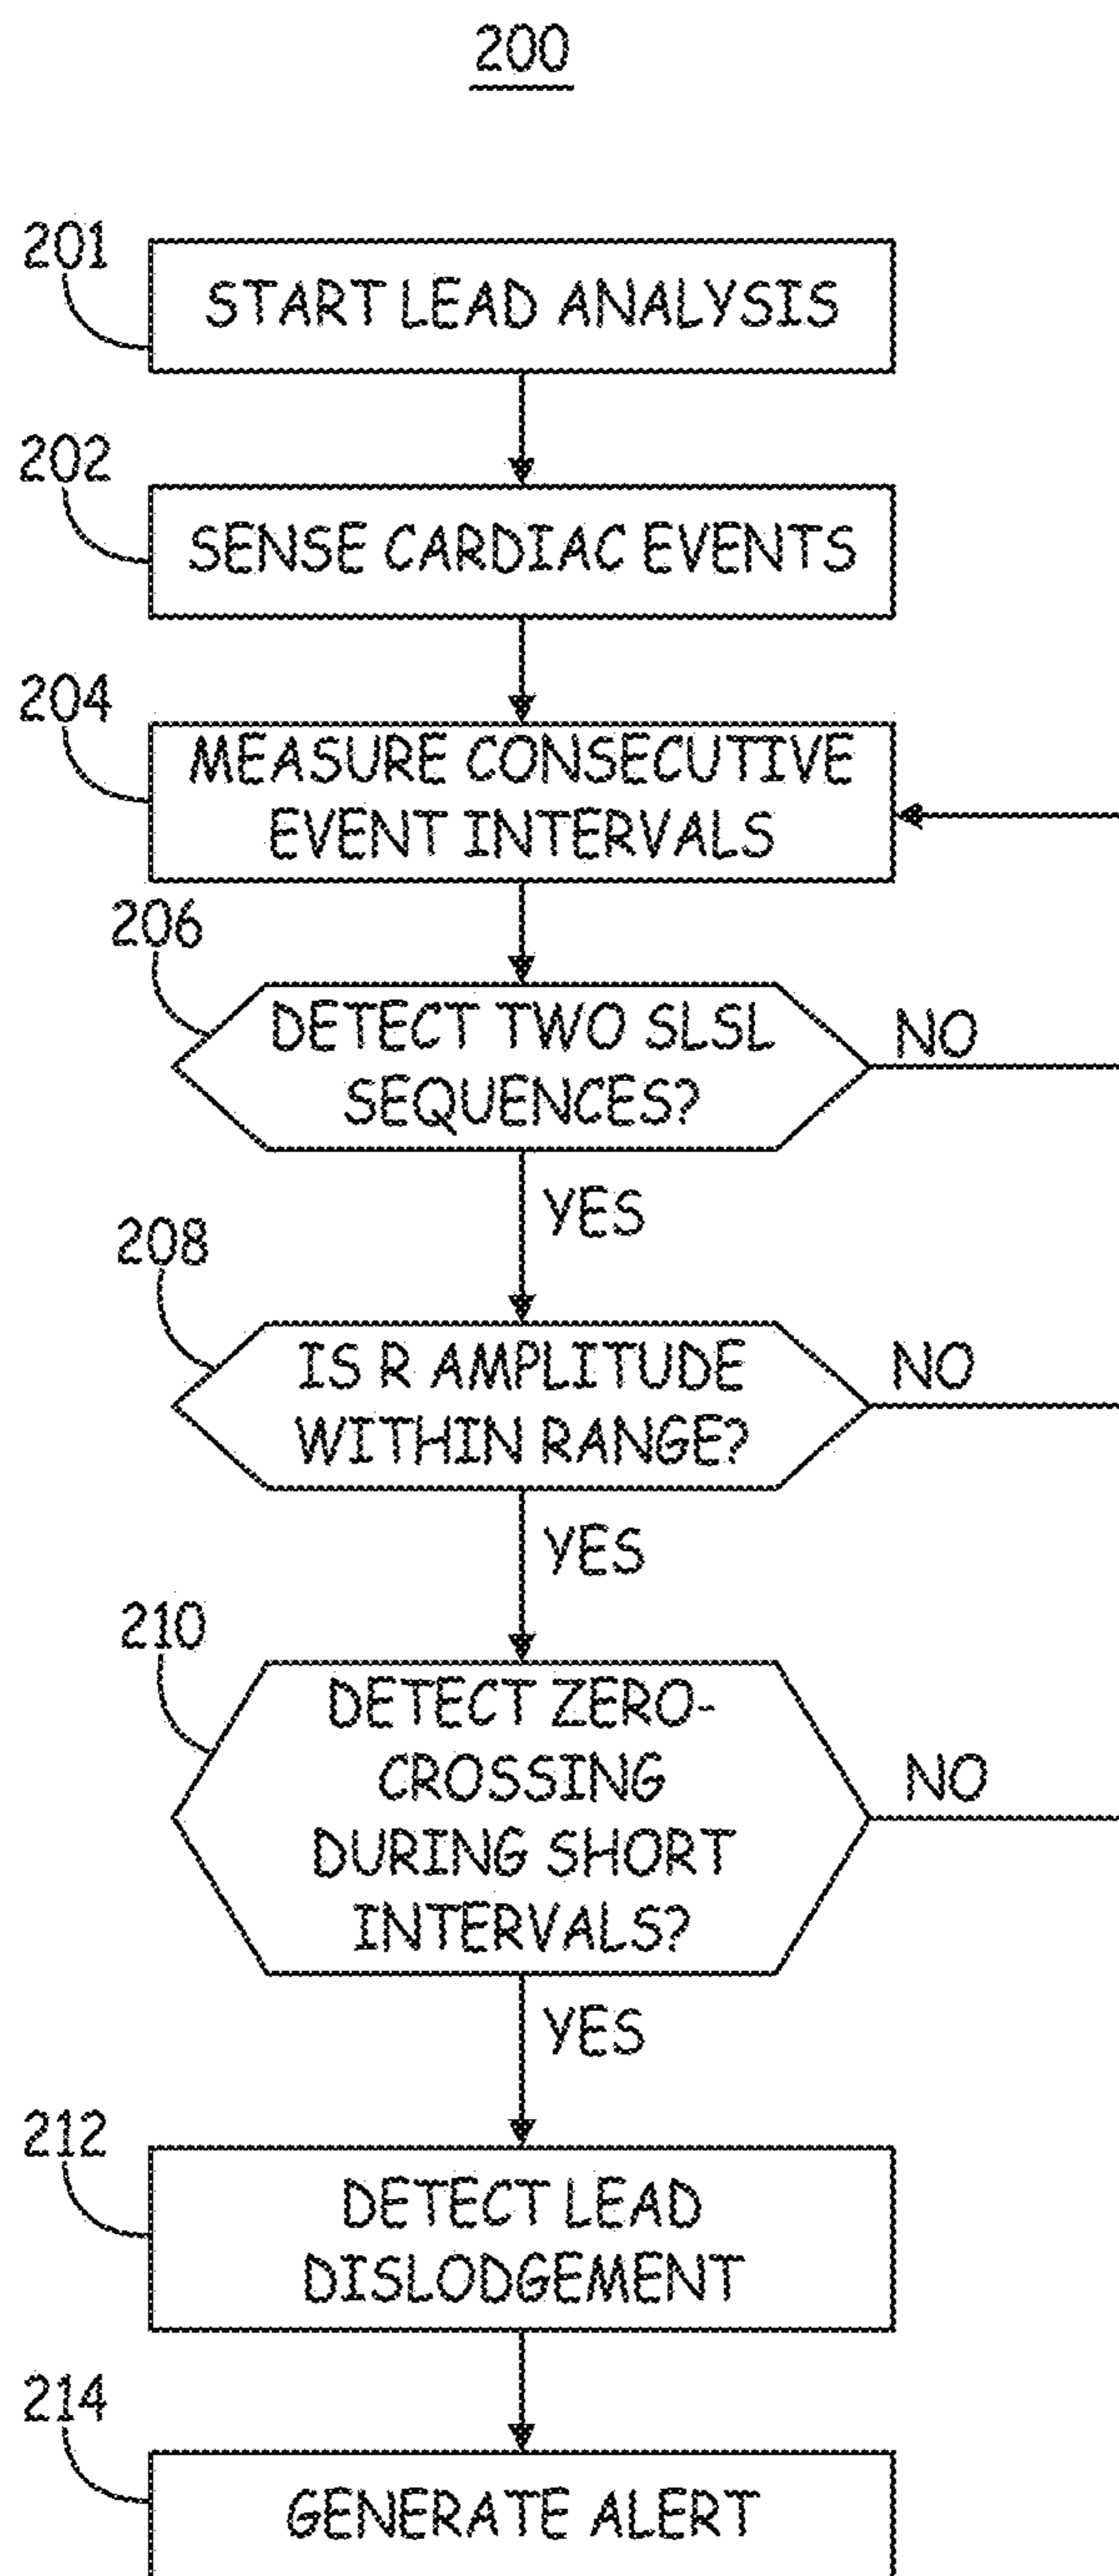 200
201
START LEAD ANALYSIS
202
SENSE CARDIAC EVENTS
204
MEASURE CONSECUTIVE
EVENT INTERVALS
206
DETECT TWO SLSL
SEQUENCES?
NO
YES
208
IS R AMPLITUDE
WITHIN RANGE?
NO
YES
210
DETECT ZERO-
CROSSING
DURING SHORT
INTERVALS?
NO
YES
212
DETECT LEAD
DISLODGEMENT
214
GENERATE ALERT